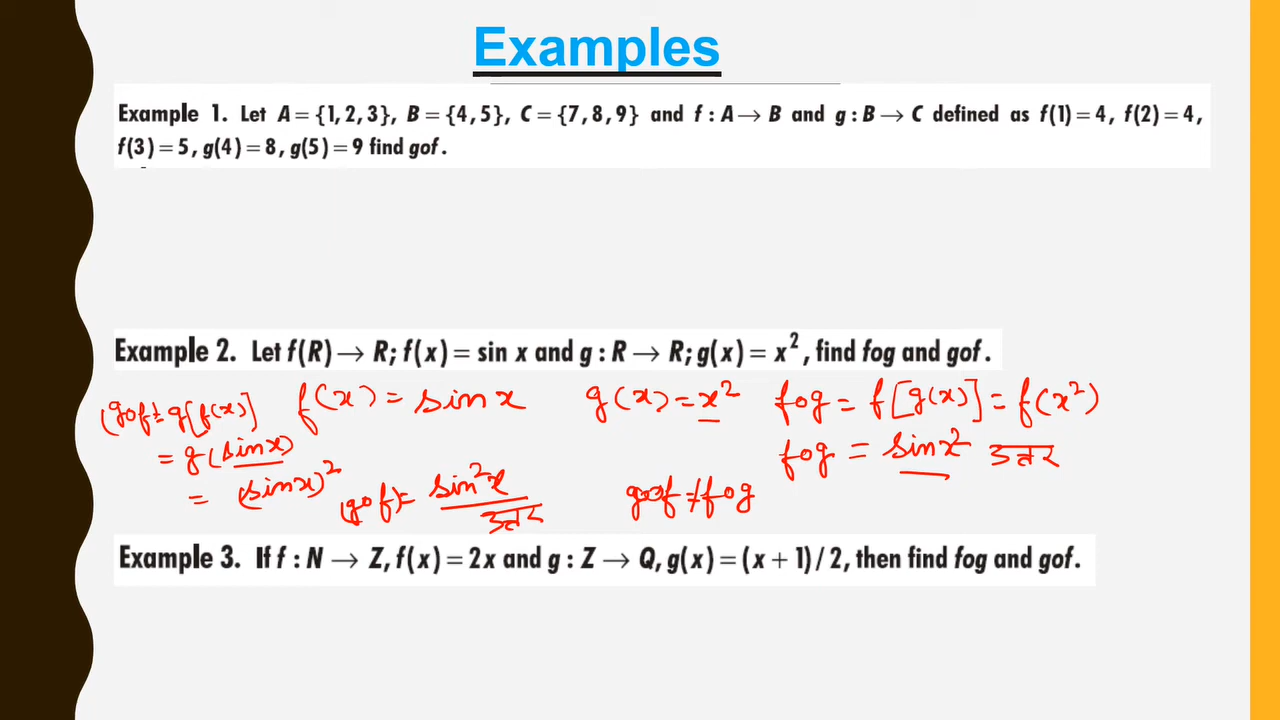 Examples
Example 1. Let A = {1, 2, 3}, B = {4, 5}, C = {7, 8, 9} and f : A → B and g : B → C defined as f(1) = 4, f(2) = 4,
f(3) = 5, g(4) = 8, g(5) = 9 find gof.
Example 2. Let f(R) → R; f(x) = sin x and g : R → R; g(x) = x², find fog and gof.
(gof) = g[f(x)] f(x) = sin x g(x) = x² fog = f[g(x)] = f(x²)
= g(sin x) fog = sin x² उत्तर
= (sin x)² (gof) = sin² x उत्तर gof ≠ fog
Example 3. If f : N → Z, f(x) = 2x and g : Z → Q, g(x) = (x + 1) / 2, then find fog and gof.